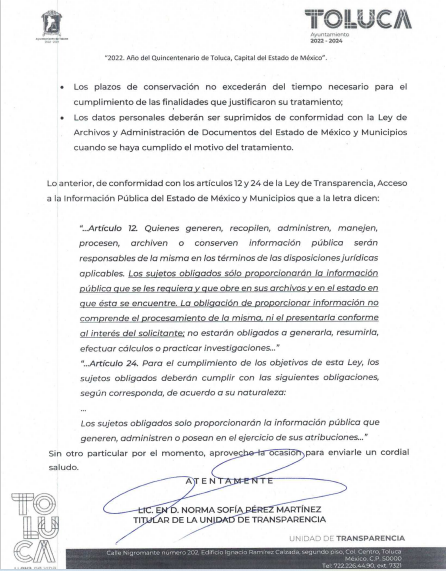 TOLUCA
Ayuntamiento
2022 - 2024
"2022. Año del Quincentenario de Toluca, Capital del Estado de México".
• Los plazos de conservación no excederán del tiempo necesario para el
cumplimiento de las finalidades que justificaron su tratamiento;
• Los datos personales deberán ser suprimidos de conformidad con la Ley de
Archivos y Administración de Documentos del Estado de México y Municipios
cuando se haya cumplido el motivo del tratamiento.
Lo anterior, de conformidad con los artículos 12 y 24 de la Ley de Transparencia, Acceso
a la Información Pública del Estado de México y Municipios que a la letra dicen:
"...Artículo 12. Quienes generen, recopilen, administren, manejen,
procesen, archiven o conserven información pública serán
responsables de la misma en los términos de las disposiciones jurídicas
aplicables. Los sujetos obligados sólo proporcionarán la información
pública que se les requiera y que obre en sus archivos y en el estado en
que ésta se encuentre. La obligación de proporcionar información no
comprende el procesamiento de la misma, ni el presentarla conforme
al interés del solicitante; no estarán obligados a generarla, resumirla,
efectuar cálculos o practicar investigaciones..."
"...Artículo 24. Para el cumplimiento de los objetivos de esta Ley, los
sujetos obligados deberán cumplir con las siguientes obligaciones,
según corresponda, de acuerdo a su naturaleza:
...
Los sujetos obligados solo proporcionarán la información pública que
generen, administren o posean en el ejercicio de sus atribuciones..."
Sin otro particular por el momento, aprovecho la ocasión para enviarle un cordial
saludo.
ATENTAMENTE
LIC. EN D. NORMA SOFÍA PÉREZ MARTÍNEZ
TITULAR DE LA UNIDAD DE TRANSPARENCIA
TO
LU
CA
UNIDAD DE TRANSPARENCIA
Calle Nigromante número 202, Edificio Ignacio Ramírez Calzada, segundo piso, Col. Centro, Toluca
México. C.P. 50000
Tel: 722.226.44.90. ext. 7321